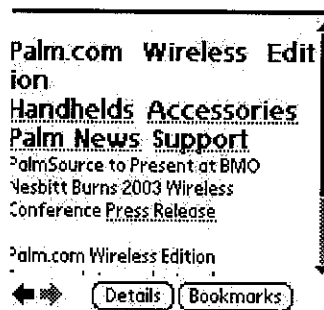 Palm.com Wireless Edit
ion
Handhelds Accessories
Palm News Support
PalmSource to Present at BMO
Nesbitt Burns 2003 Wireless
Conference Press Release
Palm.com Wireless Edition
Details Bookmarks